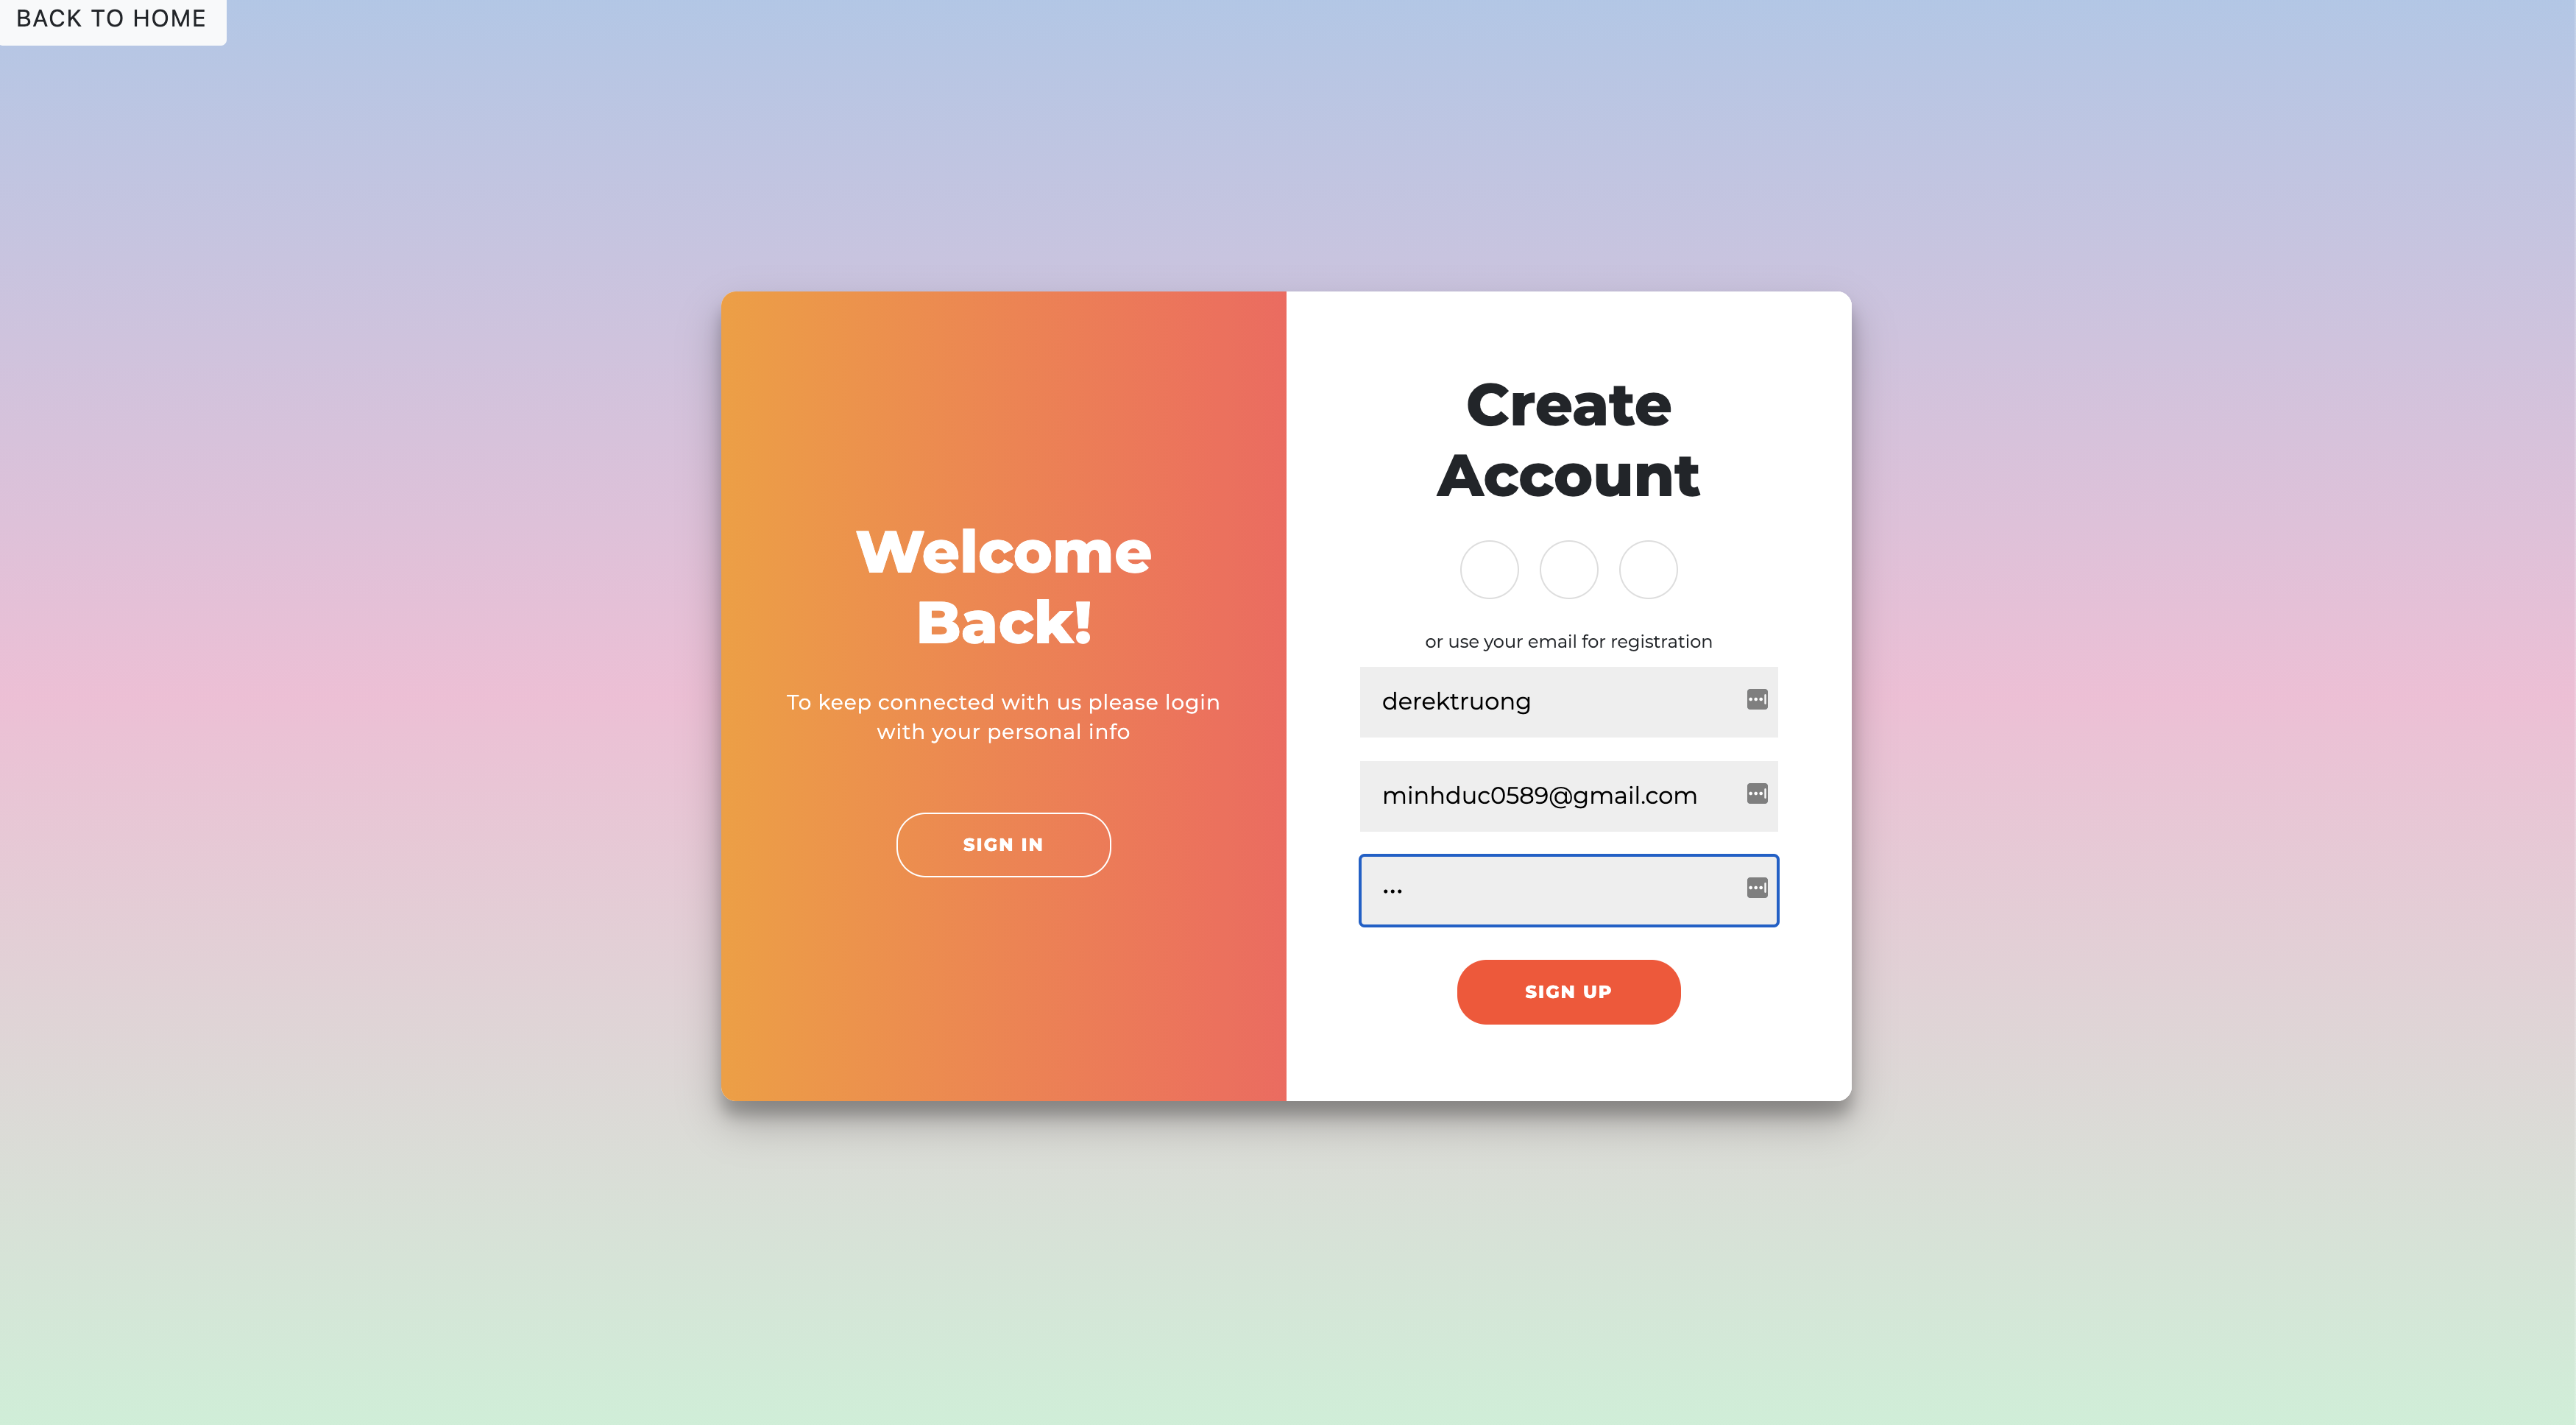 BACK TO HOME
Welcome
Back!
To keep connected with us please login
with your personal info
SIGN IN
Create
Account
or use your email for registration
derektruong
minhduc0589@gmail.com
•••
SIGN UP